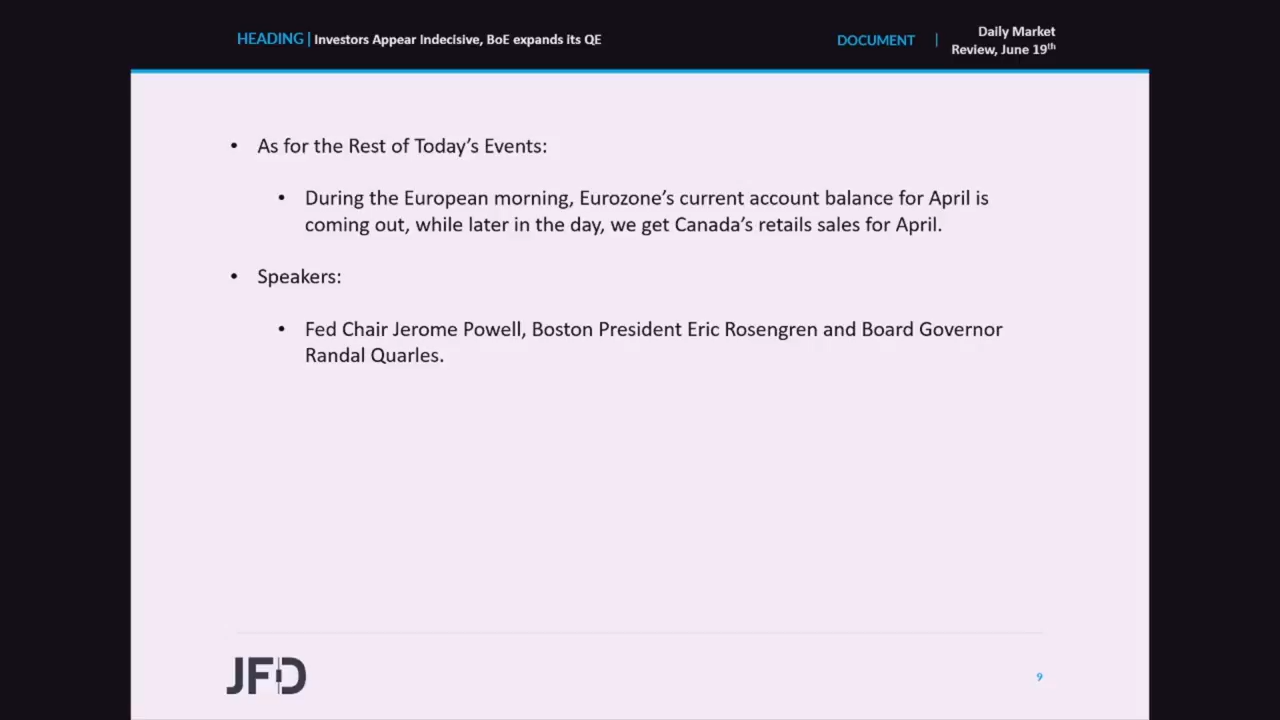 HEADING | Investors Appear Indecisive, BoE expands its QE
DOCUMENT | Daily Market
Review, June 19th
• As for the Rest of Today's Events:
• During the European morning, Eurozone's current account balance for April is
coming out, while later in the day, we get Canada's retails sales for April.
• Speakers:
• Fed Chair Jerome Powell, Boston President Eric Rosengren and Board Governor
Randal Quarles.
JFD
9